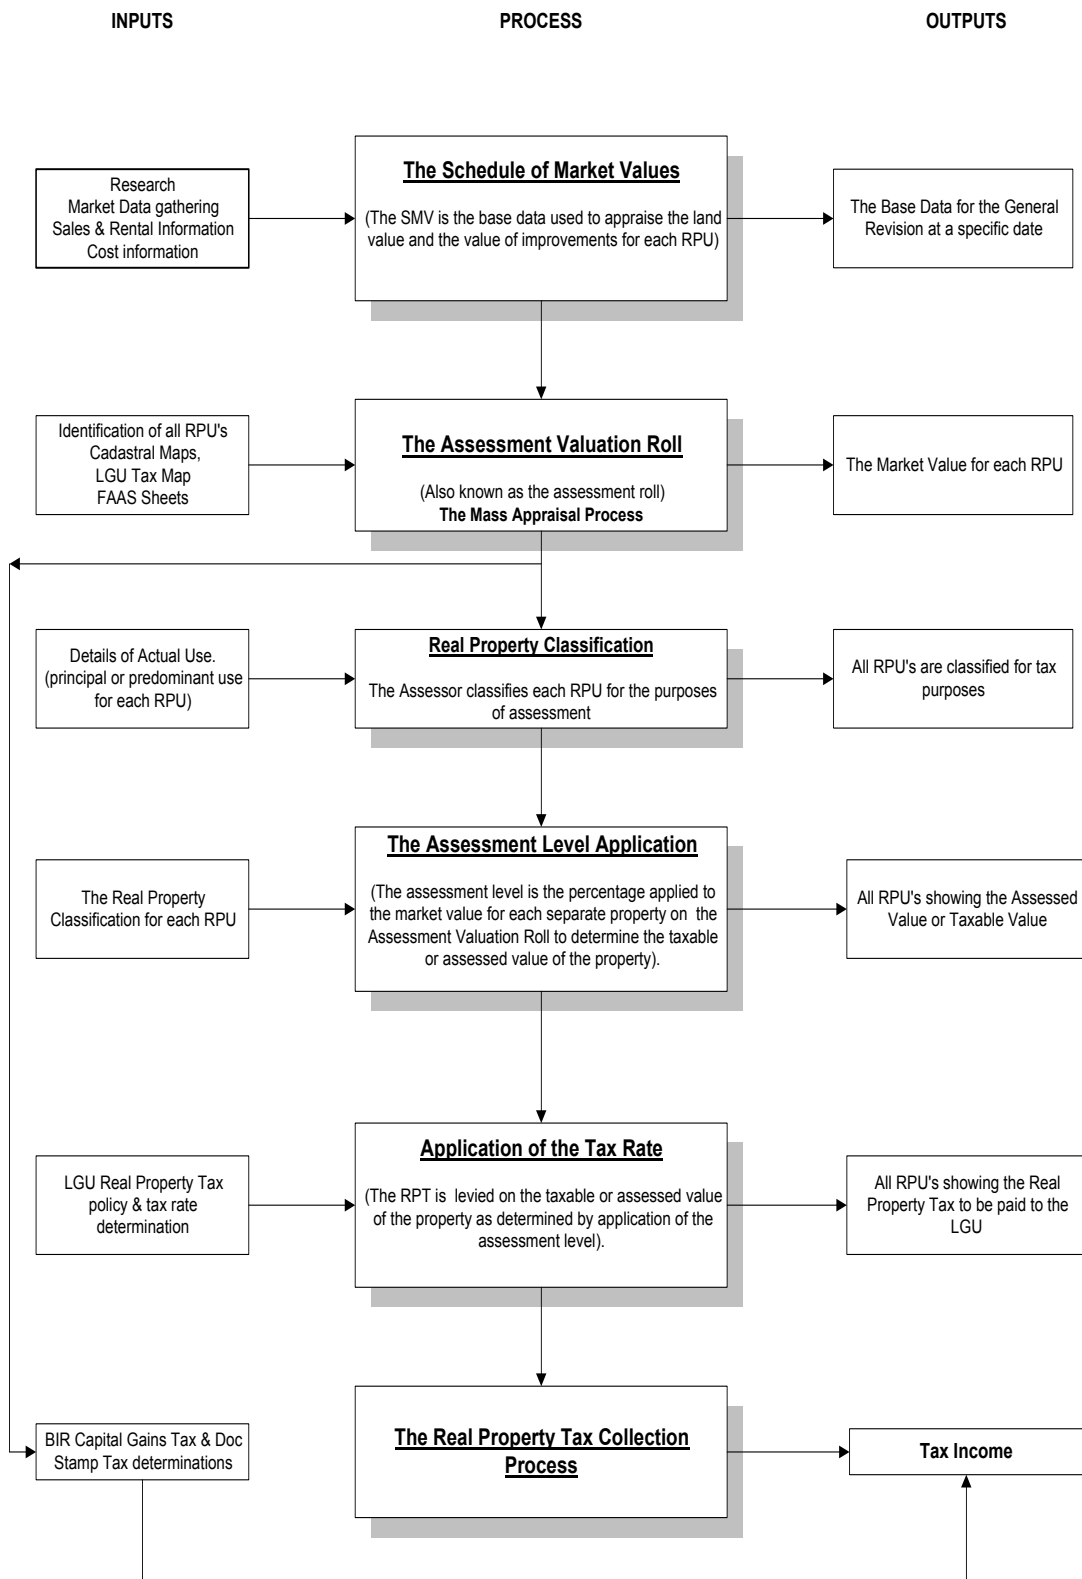 INPUTS
PROCESS
OUTPUTS
Research
Market Data gathering
Sales & Rental Information
Cost information
The Schedule of Market Values
(The SMV is the base data used to appraise the land
value and the value of improvements for each RPU)
The Base Data for the General
Revision at a specific date
Identification of all RPU's
Cadastral Maps,
LGU Tax Map
FAAS Sheets
The Assessment Valuation Roll
(Also known as the assessment roll)
The Mass Appraisal Process
The Market Value for each RPU
Details of Actual Use.
(principal or predominant use
for each RPU)
Real Property Classification
The Assessor classifies each RPU for the purposes
of assessment
All RPU's are classified for tax
purposes
The Real Property
Classification for each RPU
The Assessment Level Application
(The assessment level is the percentage applied to
the market value for each separate property on the
Assessment Valuation Roll to determine the taxable
or assessed value of the property).
All RPU's showing the Assessed
Value or Taxable Value
LGU Real Property Tax
policy & tax rate
determination
Application of the Tax Rate
(The RPT is levied on the taxable or assessed value
of the property as determined by application of the
assessment level).
All RPU's showing the Real
Property Tax to be paid to the
LGU
BIR Capital Gains Tax & Doc
Stamp Tax determinations
The Real Property Tax Collection
Process
Tax Income